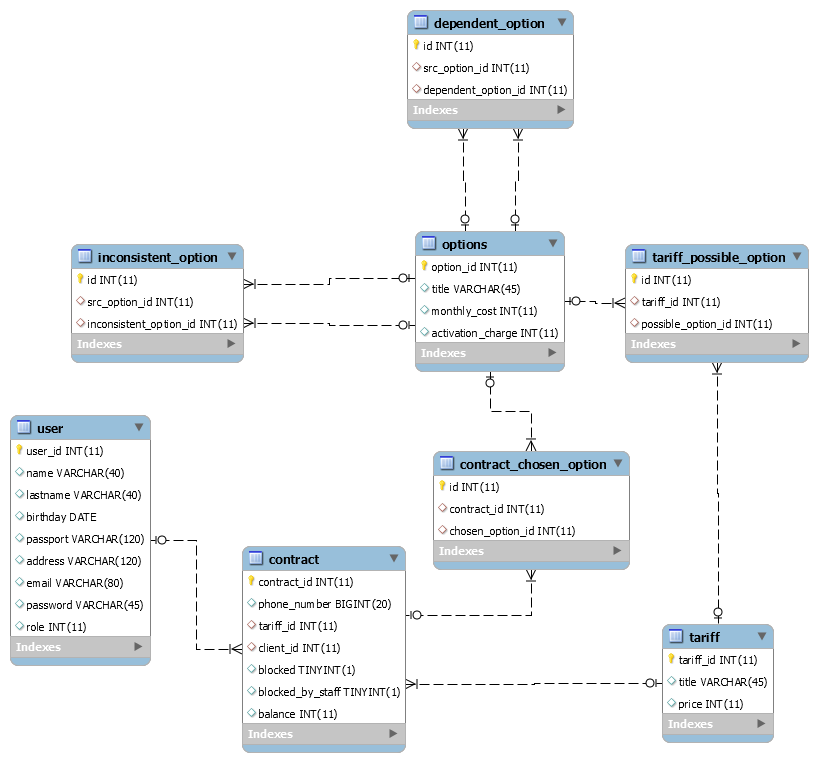 dependent_option
id INT(11)
src_option_id INT(11)
dependent_option_id INT(11)
Indexes
inconsistent_option
id INT(11)
src_option_id INT(11)
inconsistent_option_id INT(11)
Indexes
options
option_id INT(11)
title VARCHAR(45)
monthly_cost INT(11)
activation_charge INT(11)
Indexes
tariff_possible_option
id INT(11)
tariff_id INT(11)
possible_option_id INT(11)
Indexes
user
user_id INT(11)
name VARCHAR(40)
lastname VARCHAR(40)
birthday DATE
passport VARCHAR(120)
address VARCHAR(120)
email VARCHAR(80)
password VARCHAR(45)
role INT(11)
Indexes
contract_chosen_option
id INT(11)
contract_id INT(11)
chosen_option_id INT(11)
Indexes
contract
contract_id INT(11)
phone_number BIGINT(20)
tariff_id INT(11)
client_id INT(11)
blocked TINYINT(1)
blocked_by_staff TINYINT(1)
balance INT(11)
Indexes
tariff
tariff_id INT(11)
title VARCHAR(45)
price INT(11)
Indexes